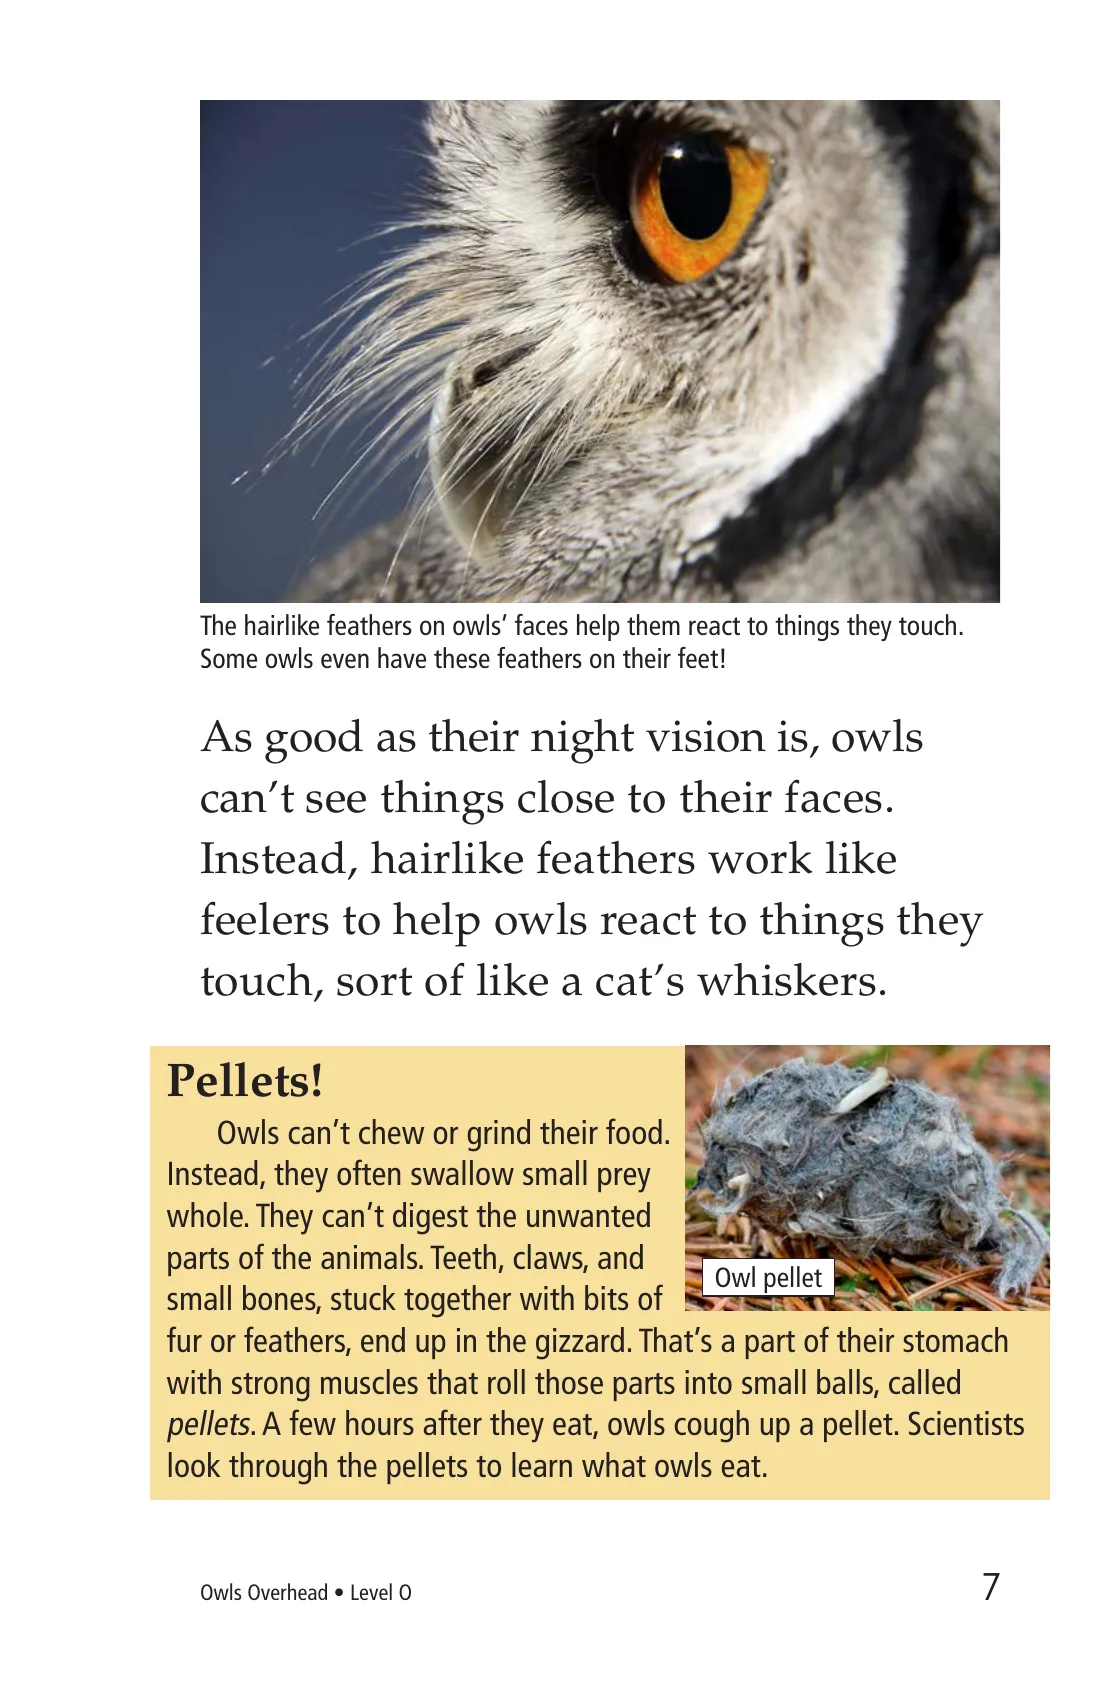 The hairlike feathers on owls’ faces help them react to things they touch.
Some owls even have these feathers on their feet!
As good as their night vision is, owls
can’t see things close to their faces.
Instead, hairlike feathers work like
feelers to help owls react to things they
touch, sort of like a cat’s whiskers.
Pellets!
Owls can’t chew or grind their food.
Instead, they often swallow small prey
whole. They can’t digest the unwanted
parts of the animals. Teeth, claws, and
small bones, stuck together with bits of
fur or feathers, end up in the gizzard. That’s a part of their stomach
with strong muscles that roll those parts into small balls, called
pellets. A few hours after they eat, owls cough up a pellet. Scientists
look through the pellets to learn what owls eat.
Owl pellet
Owls Overhead • Level O
7